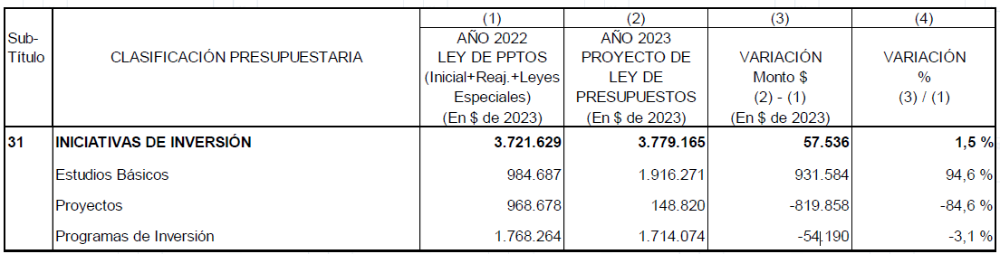 (1) (2) (3) (4)
Sub-
Título
CLASIFICACIÓN PRESUPUESTARIA
AÑO 2022
LEY DE PPTOS
(Inicial+Reaj.+Leyes
Especiales)
(En $ de 2023)
AÑO 2023
PROYECTO DE
LEY DE
PRESUPUESTOS
(En $ de 2023)
VARIACIÓN
Monto $
(2) - (1)
(En $ de 2023)
VARIACIÓN
%
(3) / (1)
31 INICIATIVAS DE INVERSIÓN 3.721.629 3.779.165 57.536 1,5 %
Estudios Básicos 984.687 1.916.271 931.584 94,6 %
Proyectos 968.678 148.820 -819.858 -84,6 %
Programas de Inversión 1.768.264 1.714.074 -54.190 -3,1 %